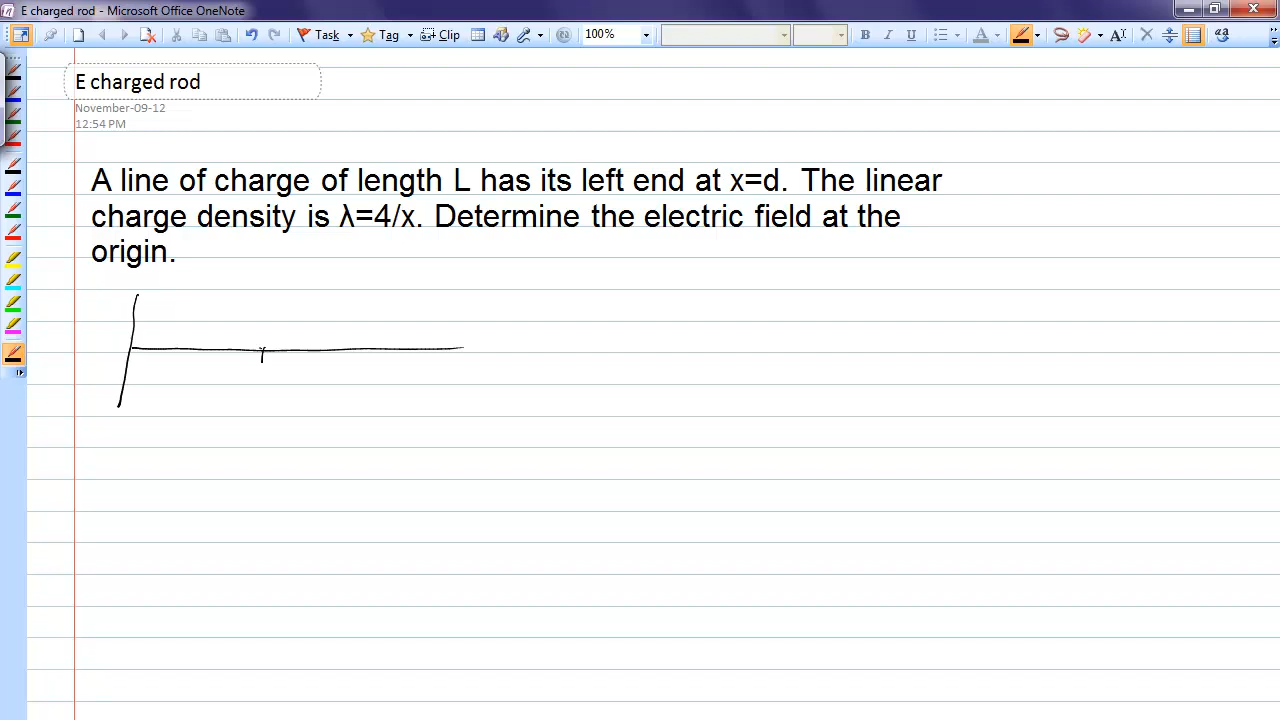 E charged rod - Microsoft Office OneNote
Task Tag Clip 100% B I U A A
E charged rod
November-09-12
12:54 PM
A line of charge of length L has its left end at x=d. The linear
charge density is λ=4/x. Determine the electric field at the
origin.